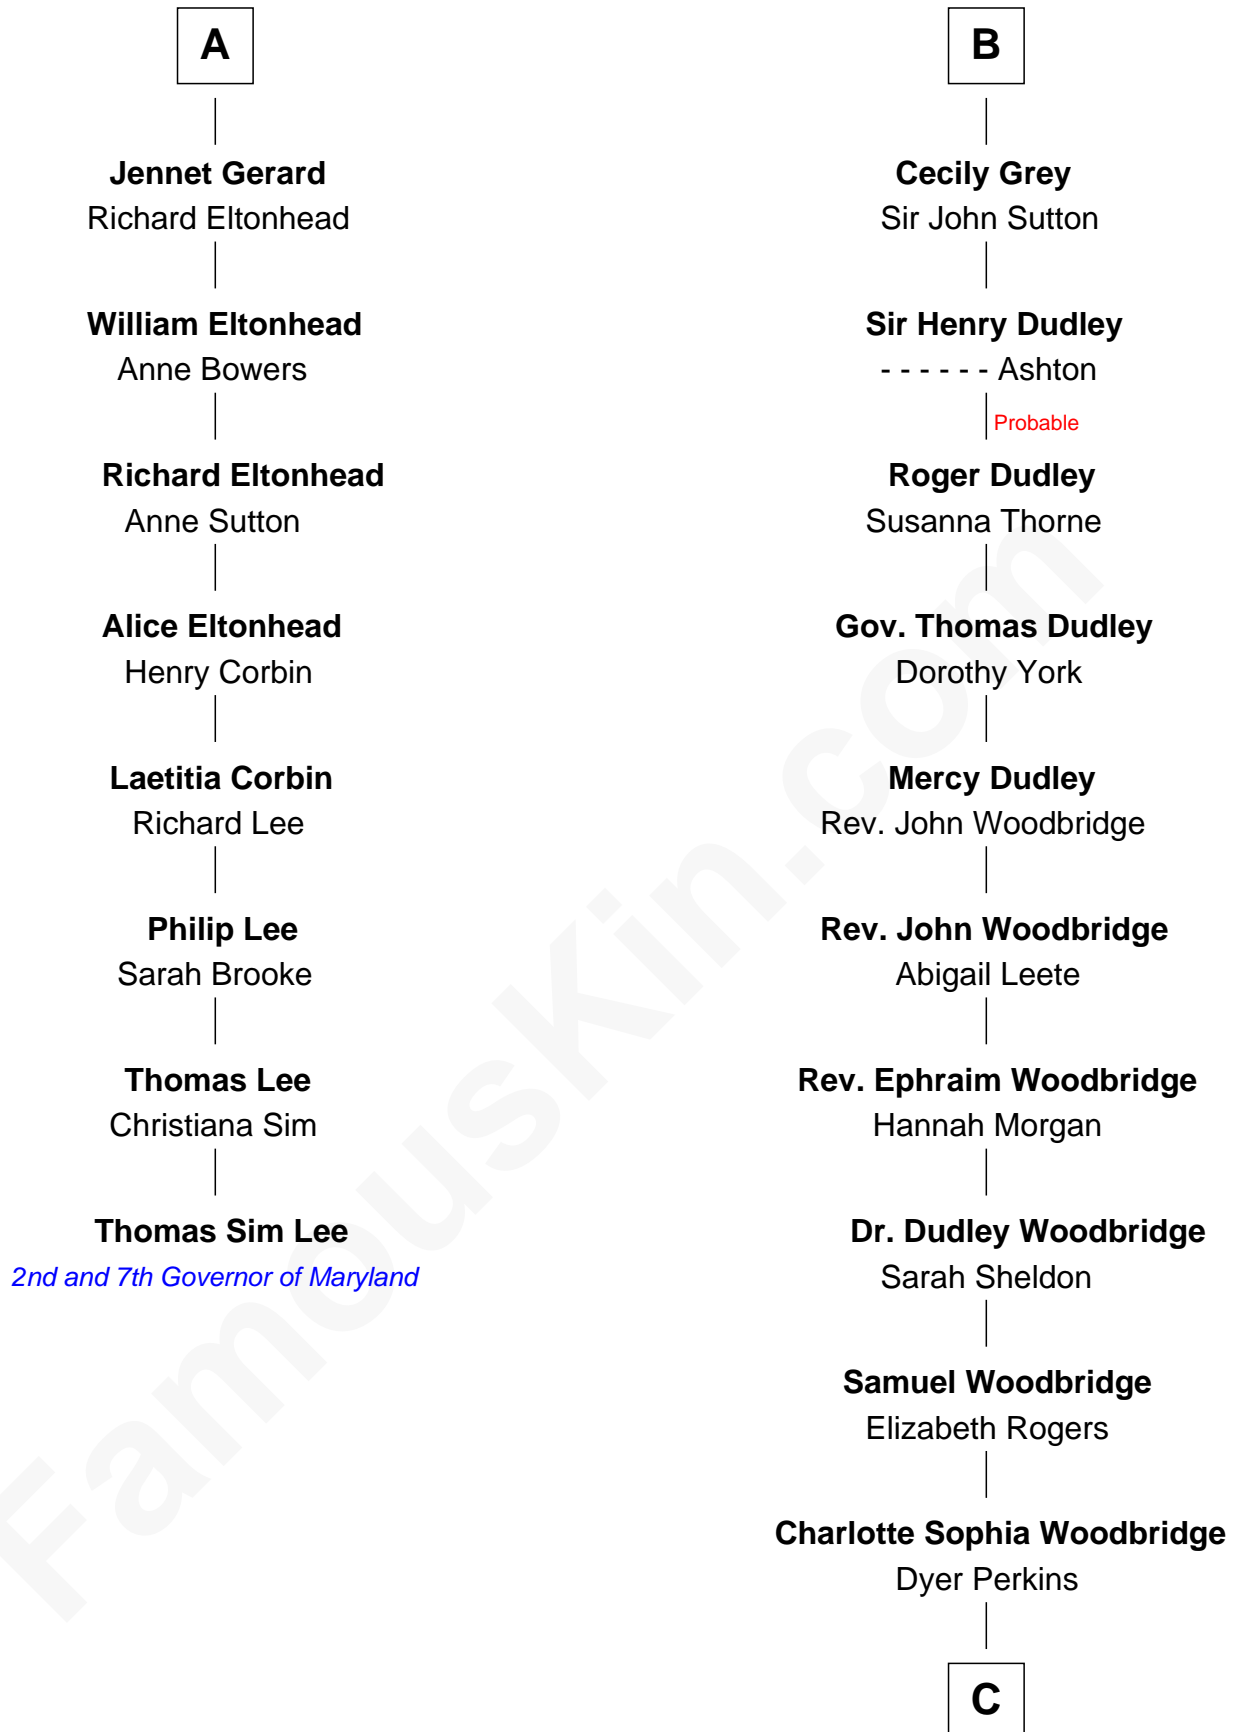 A
Jennet Gerard
Richard Eltonhead
William Eltonhead
Anne Bowers
Richard Eltonhead
Anne Sutton
Alice Eltonhead
Henry Corbin
Laetitia Corbin
Richard Lee
Philip Lee
Sarah Brooke
Thomas Lee
Christiana Sim
Thomas Sim Lee
2nd and 7th Governor of Maryland
B
Cecily Grey
Sir John Sutton
Sir Henry Dudley
- - - - - - Ashton
Probable
Roger Dudley
Susanna Thorne
Gov. Thomas Dudley
Dorothy York
Mercy Dudley
Rev. John Woodbridge
Rev. John Woodbridge
Abigail Leete
Rev. Ephraim Woodbridge
Hannah Morgan
Dr. Dudley Woodbridge
Sarah Sheldon
Samuel Woodbridge
Elizabeth Rogers
Charlotte Sophia Woodbridge
Dyer Perkins
C
FamousKin.com